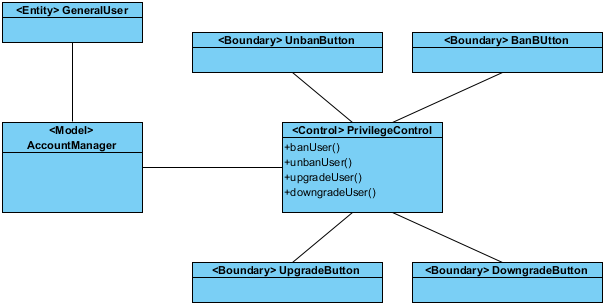 <Entity> GeneralUser
<Boundary> UnbanButton
<Boundary> BanBUtton
<Model>
AccountManager
<Control> PrivilegeControl
+banUser()
+unbanUser()
+upgradeUser()
+downgradeUser()
<Boundary> UpgradeButton
<Boundary> DowngradeButton